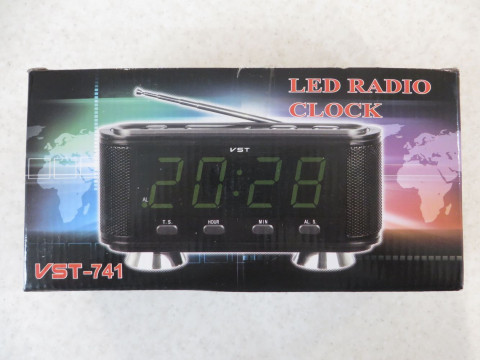 LED RADIO
CLOCK
VST
20:28
AL
T.S.
HOUR
MIN
AL.S.
VST-741